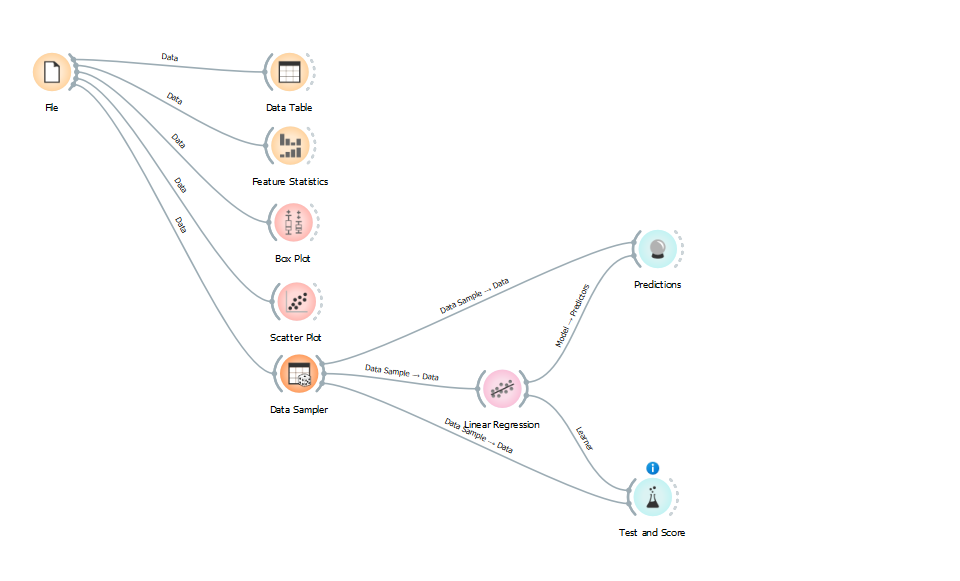 File
Data
Data Table
Data
Feature Statistics
Data
Box Plot
Data
Scatter Plot
Data
Data Sampler
Data Sample → Data
Predictions
Model → Predictors
Data Sample → Data
Linear Regression
Data Sample → Data
Learner
i
Test and Score